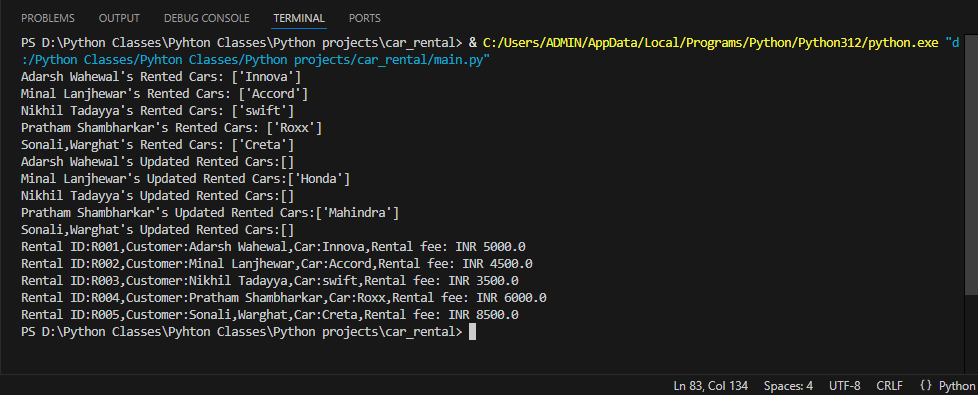 PROBLEMS OUTPUT DEBUG CONSOLE TERMINAL PORTS
PS D:\Python Classes\Pyhton Classes\Python projects\car_rental> & C:/Users/ADMIN/AppData/Local/Programs/Python/Python312/python.exe "d
:/Python Classes/Pyhton Classes/Python projects/car_rental/main.py"
Adarsh Wahewal's Rented Cars: ['Innova']
Minal Lanjhewar's Rented Cars: ['Accord']
Nikhil Tadayya's Rented Cars: ['swift']
Pratham Shambharkar's Rented Cars: ['Roxx']
Sonali,Warghat's Rented Cars: ['Creta']
Adarsh Wahewal's Updated Rented Cars:[]
Minal Lanjhewar's Updated Rented Cars:['Honda']
Nikhil Tadayya's Updated Rented Cars:[]
Pratham Shambharkar's Updated Rented Cars:['Mahindra']
Sonali,Warghat's Updated Rented Cars:[]
Rental ID:R001,Customer:Adarsh Wahewal,Car:Innova,Rental fee: INR 5000.0
Rental ID:R002,Customer:Minal Lanjhewar,Car:Accord,Rental fee: INR 4500.0
Rental ID:R003,Customer:Nikhil Tadayya,Car:swift,Rental fee: INR 3500.0
Rental ID:R004,Customer:Pratham Shambharkar,Car:Roxx,Rental fee: INR 6000.0
Rental ID:R005,Customer:Sonali,Warghat,Car:Creta,Rental fee: INR 8500.0
PS D:\Python Classes\Pyhton Classes\Python projects\car_rental>
Ln 83, Col 134 Spaces: 4 UTF-8 CRLF {} Python